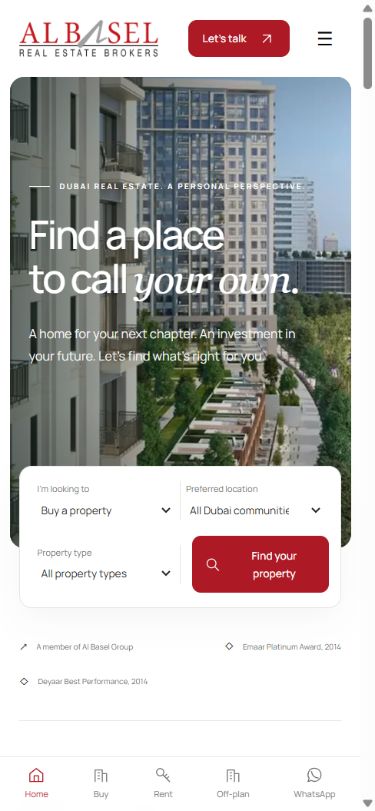 AL BASEL
REAL ESTATE BROKERS
Let's talk
DUBAI REAL ESTATE. A PERSONAL PERSPECTIVE.
Find a place
to call your own.
A home for your next chapter. An investment in
your future. Let's find what's right for you.
I'm looking to
Preferred location
Buy a property
All Dubai communitie
Property type
All property types
Find your
property
A member of Al Basel Group
Emaar Platinum Award, 2014
Deyaar Best Performance, 2014
Home
Buy
Rent
Off-plan
WhatsApp